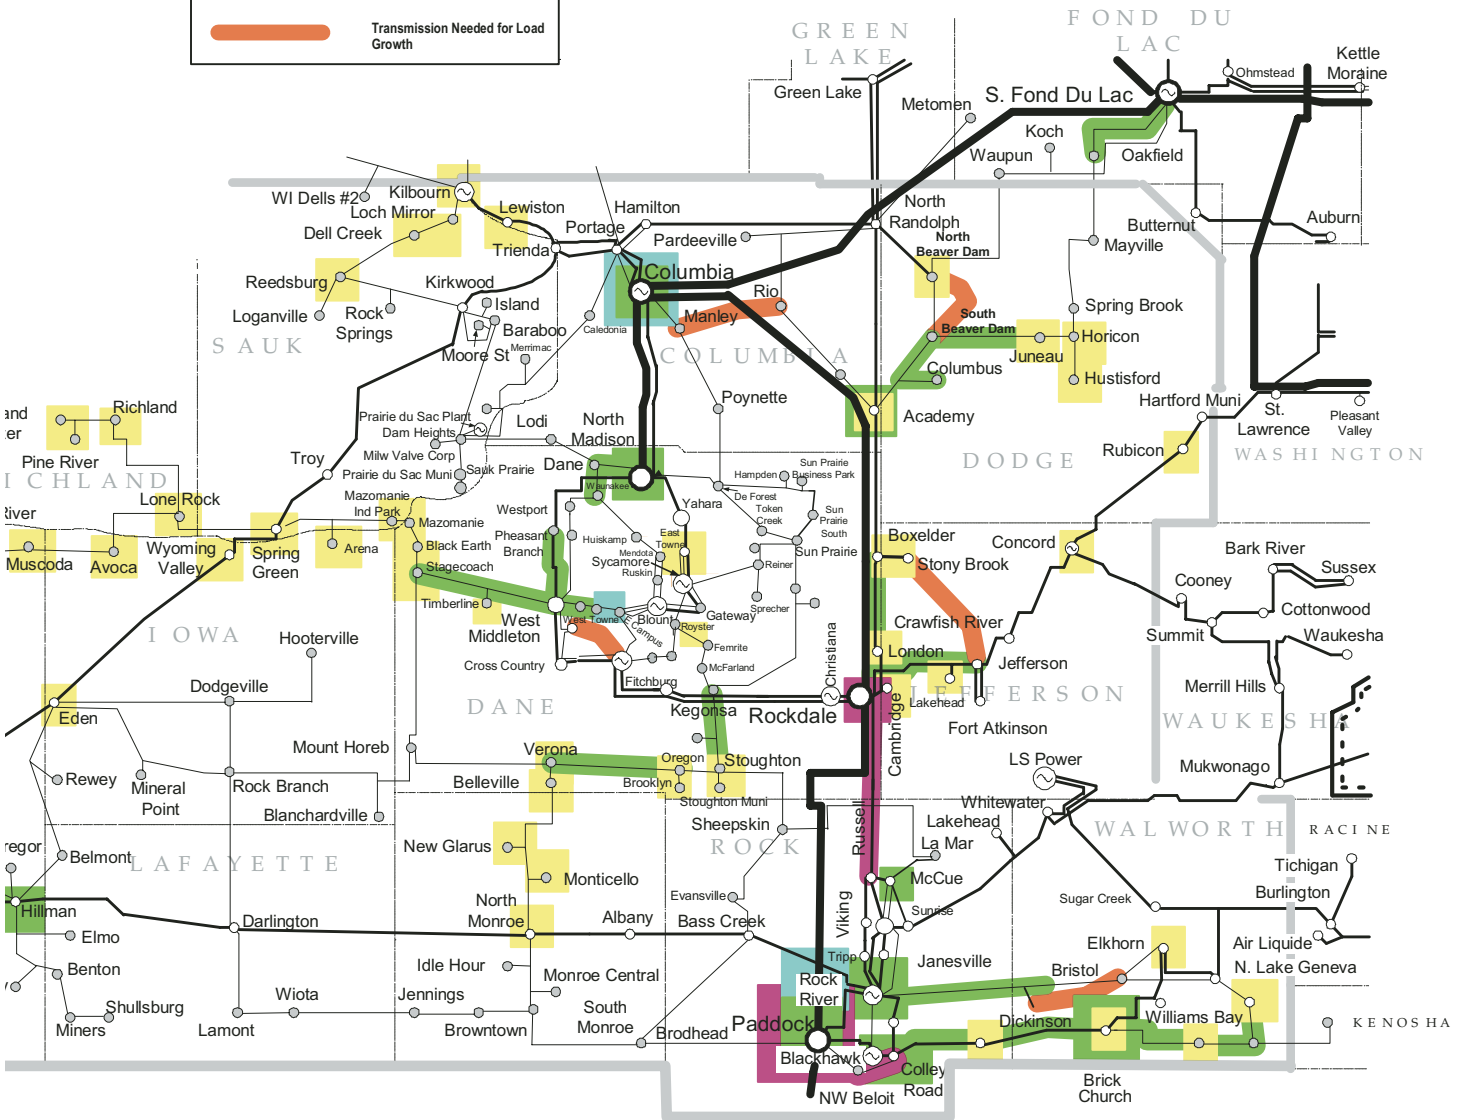 Transmission Needed for Load
Growth
GREEN
LAKE
FOND DU
LAC
Green Lake
Metomen
S. Fond Du Lac
Ohmstead
Kettle
Moraine
Koch
Waupun
Oakfield
WI Dells #2
Kilbourn
Loch Mirror
Dell Creek
Lewiston
Trienda
Portage
Hamilton
Pardeeville
North
Randolph
North
Beaver Dam
Butternut
Mayville
Auburn
Reedsburg
Loganville
Rock
Springs
Kirkwood
Island
Baraboo
Moore St
Merrimac
Caledonia
Columbia
Manley
Rio
South
Beaver Dam
Spring Brook
Juneau
Horicon
Hustisford
SAUK
COLUMBIA
Columbus
Academy
Hartford Muni
St.
Lawrence
Pleasant
Valley
Rubicon
WASHINGTON
DODGE
Poynette
and
er
Richland
Pine River
ICHLAND
Prairie du Sac Plant
Dam Heights
Milw Valve Corp
Prairie du Sac Muni
Sauk Prairie
Lodi
North
Madison
Dane
Waunakee
Troy
Mazomanie
Ind Park
Mazomanie
Lone Rock
River
Muscoda
Avoca
Wyoming
Valley
Spring
Green
Arena
Black Earth
Stagecoach
Timberline
Westport
Pheasant
Branch
Huiskamp
Mendota
Sycamore
Ruskin
Yahara
East
Towne
Hampden
Sun Prairie
Business Park
De Forest
Token
Creek
Sun
Prairie
South
Sun Prairie
Reiner
Sprecher
Gateway
Blount
E Campus
Royster
Femrite
McFarland
West Towne
West
Middleton
Cross Country
Fitchburg
Kegonsa
Christiana
Rockdale
Boxelder
Stony Brook
Concord
Crawfish River
London
Jefferson
Lakehead
Fort Atkinson
Cambridge
JEFFERSON
Bark River
Sussex
Cooney
Cottonwood
Summit
Waukesha
Merrill Hills
WAUKESHA
Mukwonago
IOWA
Hooterville
Dodgeville
Eden
DANE
Mount Horeb
Rewey
Mineral
Point
Rock Branch
Blanchardville
Verona
Belleville
Oregon
Brooklyn
Stoughton
Stoughton Muni
LS Power
Whitewater
Lakehead
La Mar
Sheepskin
ROCK
Russell
WALWORTH
RACINE
regor
Belmont
LAFAYETTE
New Glarus
Monticello
McCue
Tichigan
Burlington
Sugar Creek
Evansville
Hillman
Darlington
North
Monroe
Albany
Bass Creek
Viking
Sunrise
Elmo
Elkhorn
Air Liquide
N. Lake Geneva
Benton
Idle Hour
Monroe Central
Tripp
Janesville
Bristol
Rock
River
Shullsburg
Miners
Lamont
Wiota
Jennings
Browntown
South
Monroe
Brodhead
Paddock
Dickinson
Williams Bay
KENOSHA
Blackhawk
Colley
Road
NW Beloit
Brick
Church